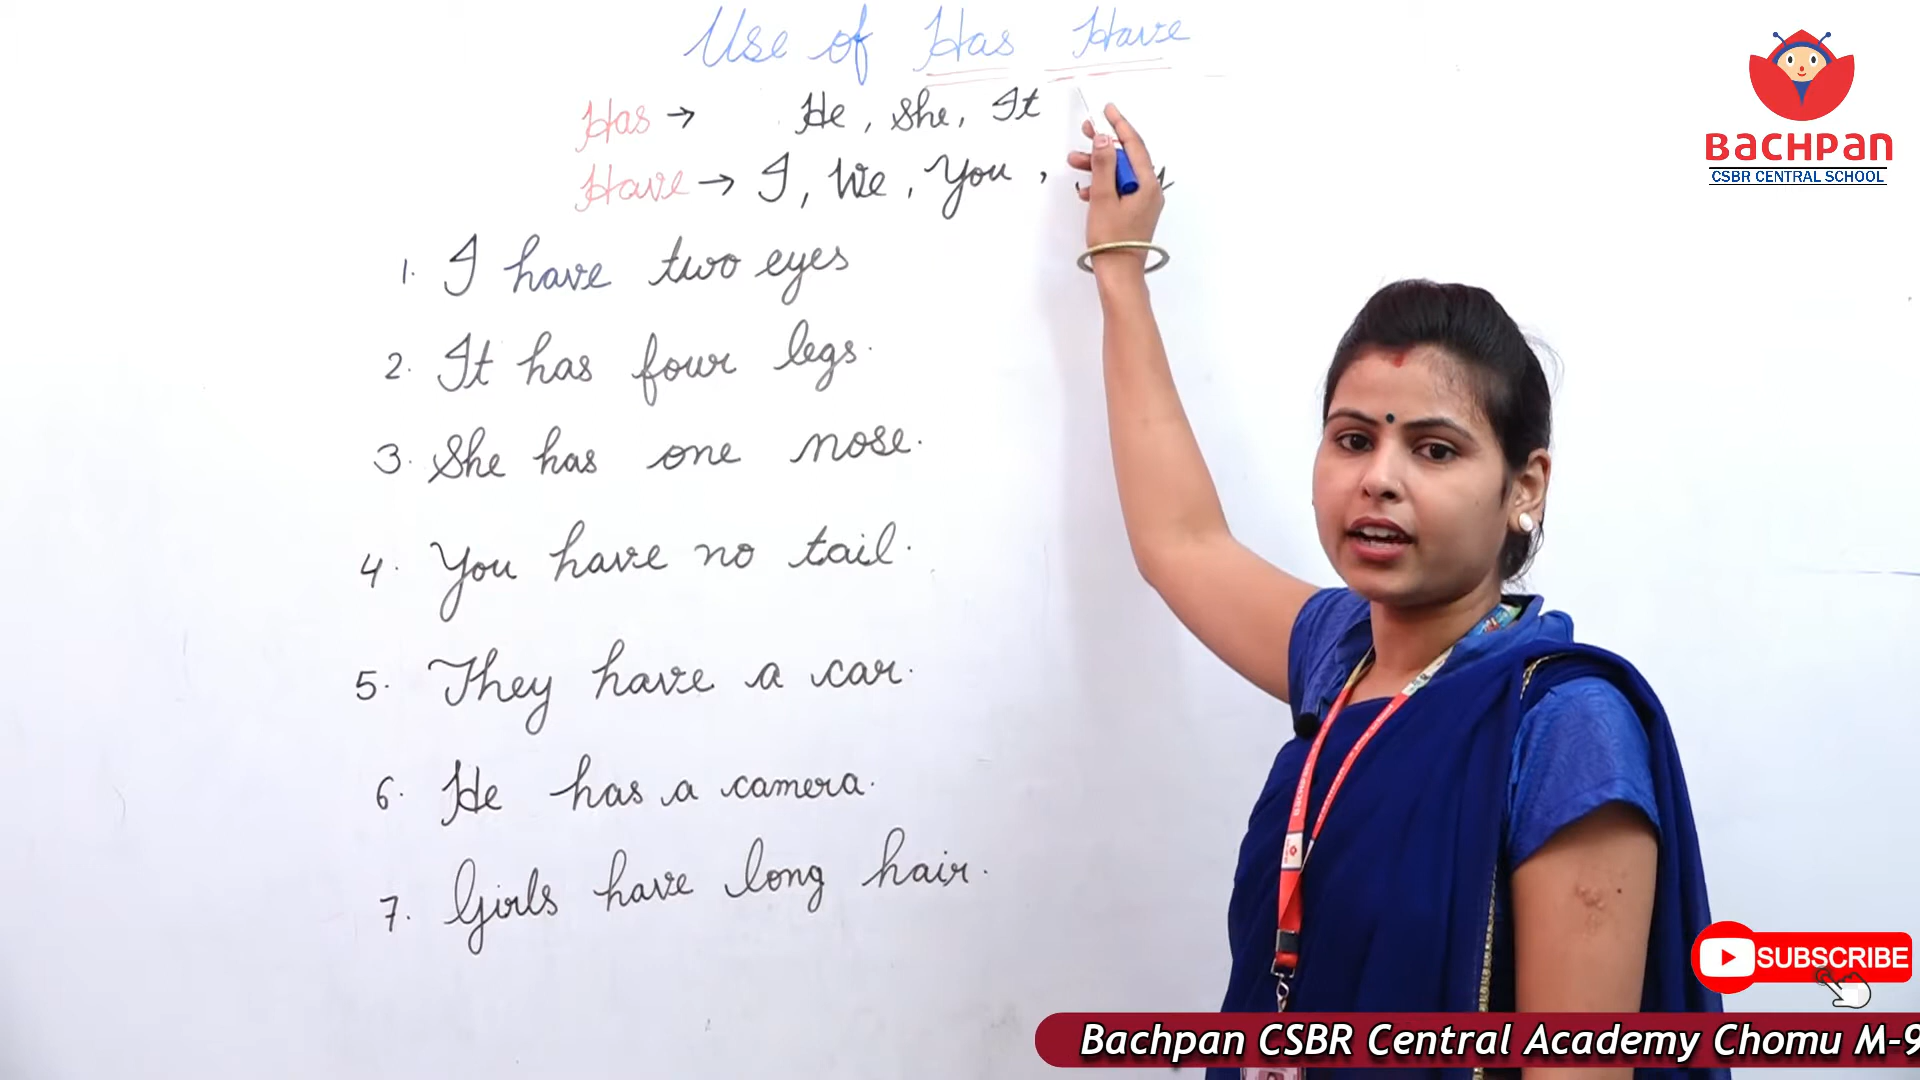 Use of Has Have
Has → He, She, It
Have → I, We, You,
1. I have two eyes
2. It has four legs.
3. She has one nose.
4. You have no tail.
5. They have a car.
6. He has a camera.
7. Girls have long hair.
BACHPAN
CSBR CENTRAL SCHOOL
SUBSCRIBE
Bachpan CSBR Central Academy Chomu M-9